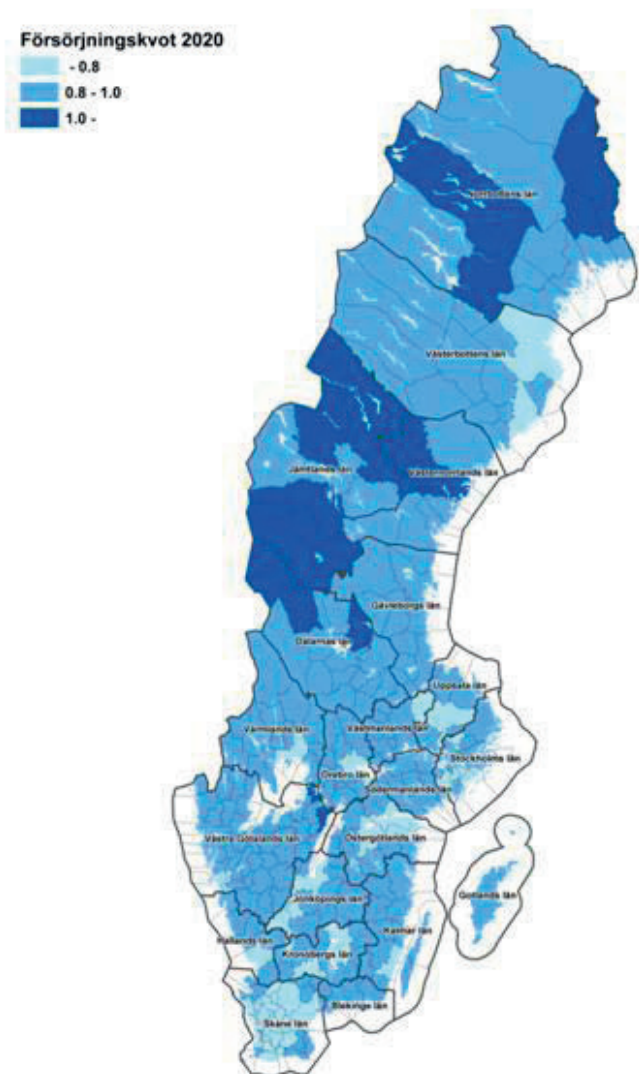 Försörjningskvot 2020
- 0.8
0.8 - 1.0
1.0 -
Norrbottens län
Västerbottens län
Jämtlands län
Västernorrlands län
Gävleborgs län
Dalarnas län
Uppsala län
Värmlands län
Västmanlands län
Stockholms län
Örebro län
Södermanlands län
Västra Götalands län
Östergötlands län
Jönköpings län
Gotlands län
Hallands län
Kalmar län
Kronobergs län
Blekinge län
Skåne län